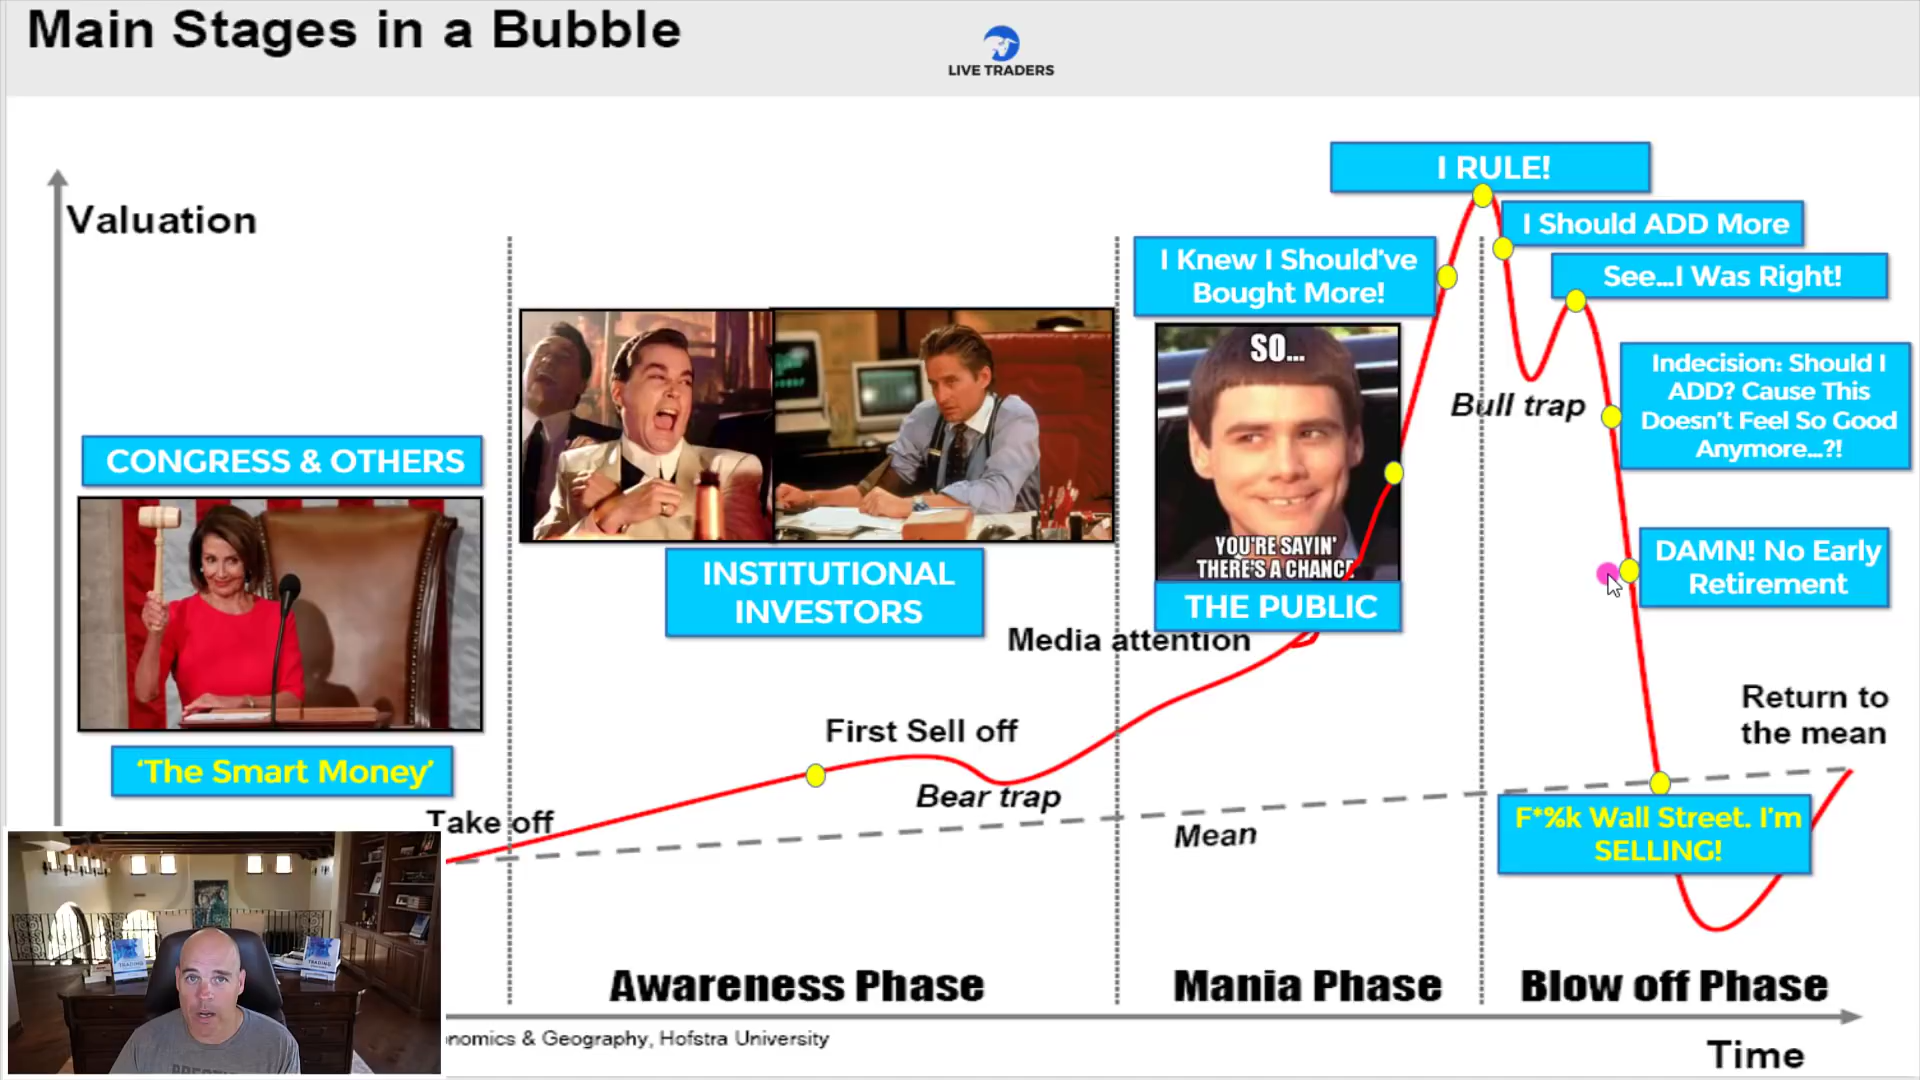 Main Stages in a Bubble
LIVE TRADERS
Valuation
I RULE!
I Should ADD More
I Knew I Should've
Bought More!
See...I Was Right!
SO...
Indecision: Should I
ADD? Cause This
Doesn't Feel So Good
Anymore...?!
Bull trap
CONGRESS & OTHERS
YOU'RE SAYIN'
THERE'S A CHANCE
INSTITUTIONAL
INVESTORS
DAMN! No Early
Retirement
THE PUBLIC
Media attention
Return to
the mean
First Sell off
'The Smart Money'
Bear trap
Take off
Mean
F*%k Wall Street. I'm
SELLING!
TRADING
TRADING
Awareness Phase
Mania Phase
Blow off Phase
nomics & Geography, Hofstra University
Time